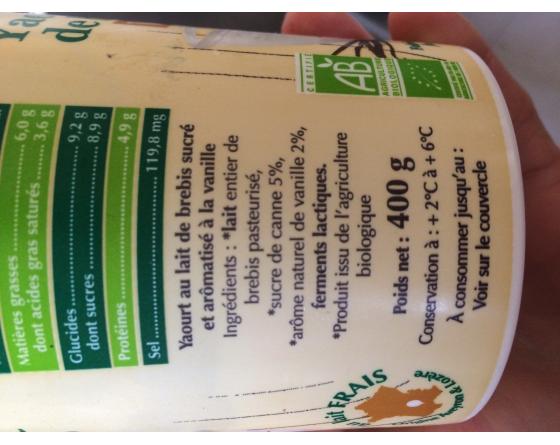 Matières grasses 6,0 g
dont acides gras saturés 3,6 g
Glucides 9,2 g
dont sucres 8,9 g
Protéines 4,9 g
Sel 119,8 mg
Yaourt au lait de brebis sucré
et aromatisé à la vanille
Ingrédients : *lait entier de
brebis pasteurisé,
*sucre de canne 5%,
*arôme naturel de vanille 2%,
ferments lactiques.
*Produit issu de l'agriculture
biologique
Poids net : 400 g
Conservation à : + 2°C à + 6°C
À consommer jusqu'au :
Voir sur le couvercle
CERTIFIÉ
AB
AGRICULTURE
BIOLOGIQUE
FRAIS
Lozère